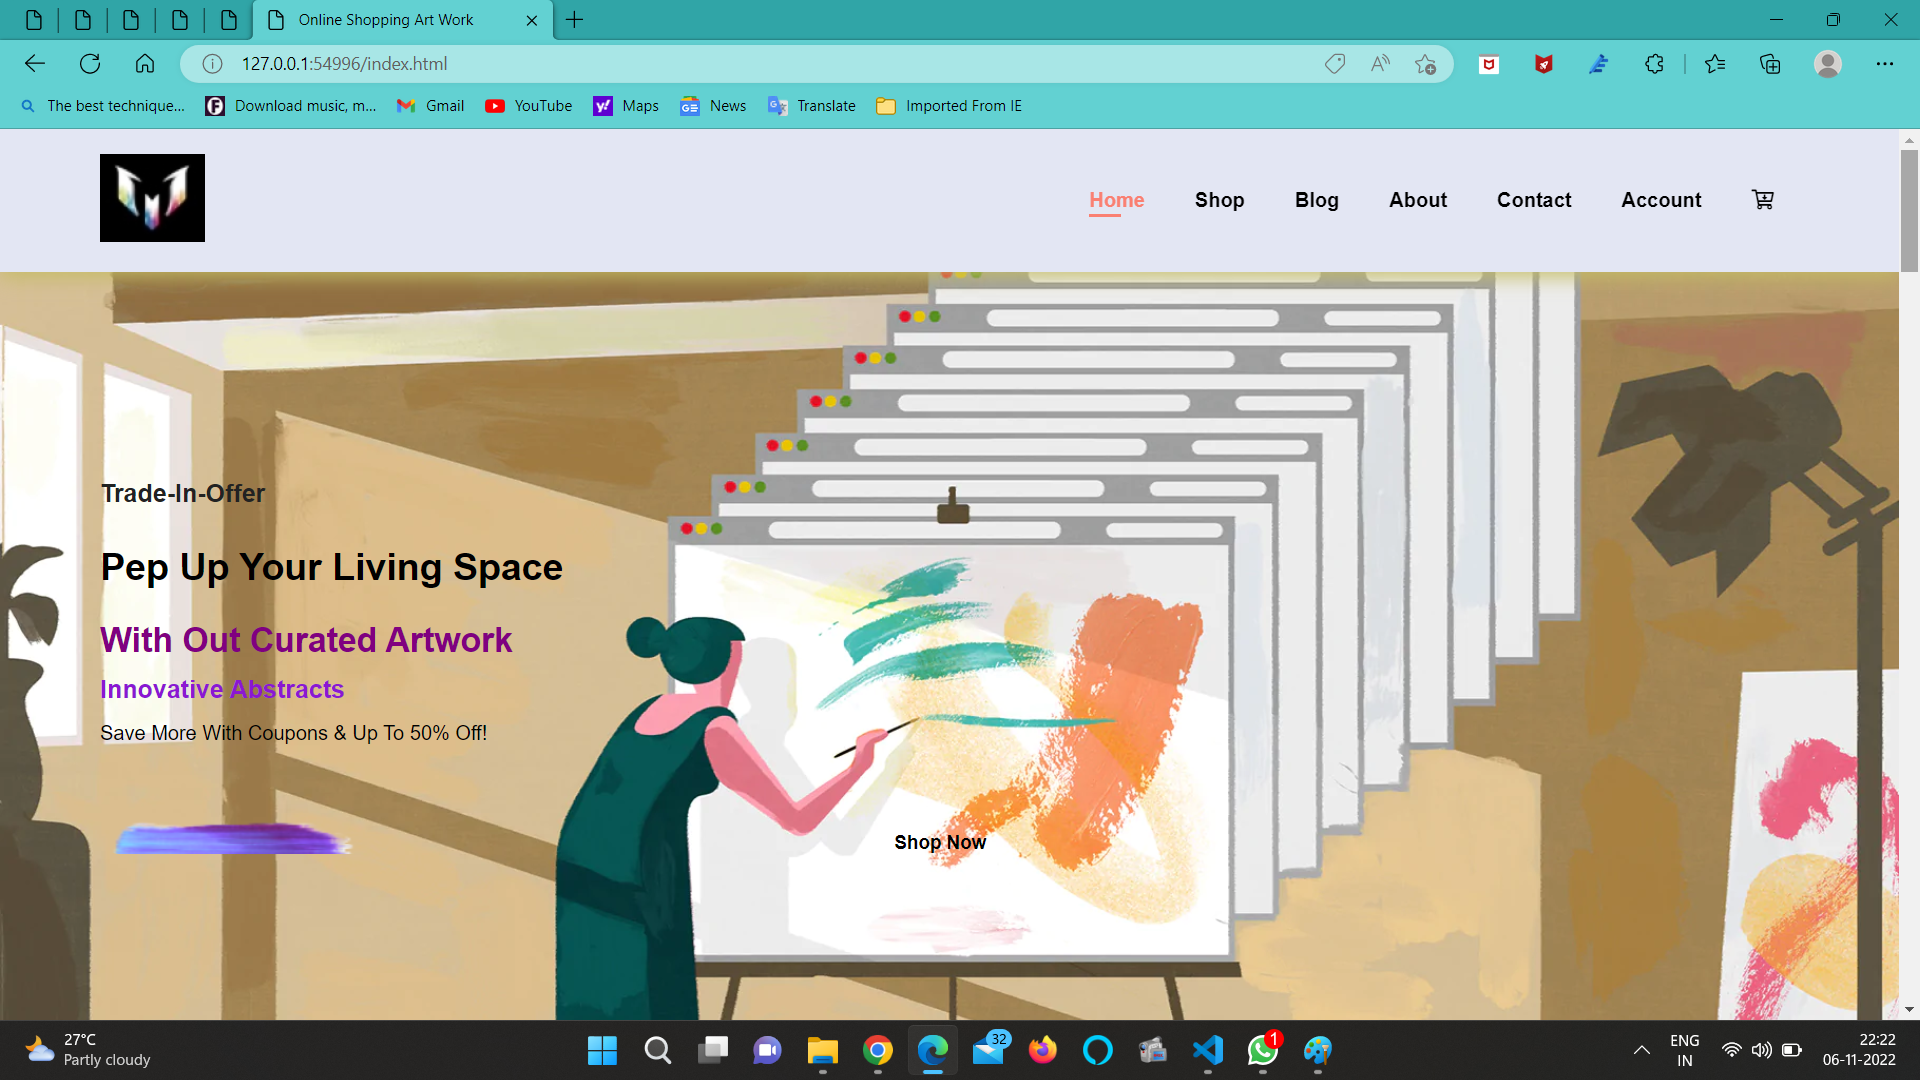 Online Shopping Art Work
127.0.0.1:54996/index.html
The best technique... Download music, m... Gmail YouTube Maps News Translate Imported From IE
Home Shop Blog About Contact Account
Trade-In-Offer
Pep Up Your Living Space
With Out Curated Artwork
Innovative Abstracts
Save More With Coupons & Up To 50% Off!
Shop Now
27°C
Partly cloudy
32
1
ENG
IN
22:22
06-11-2022